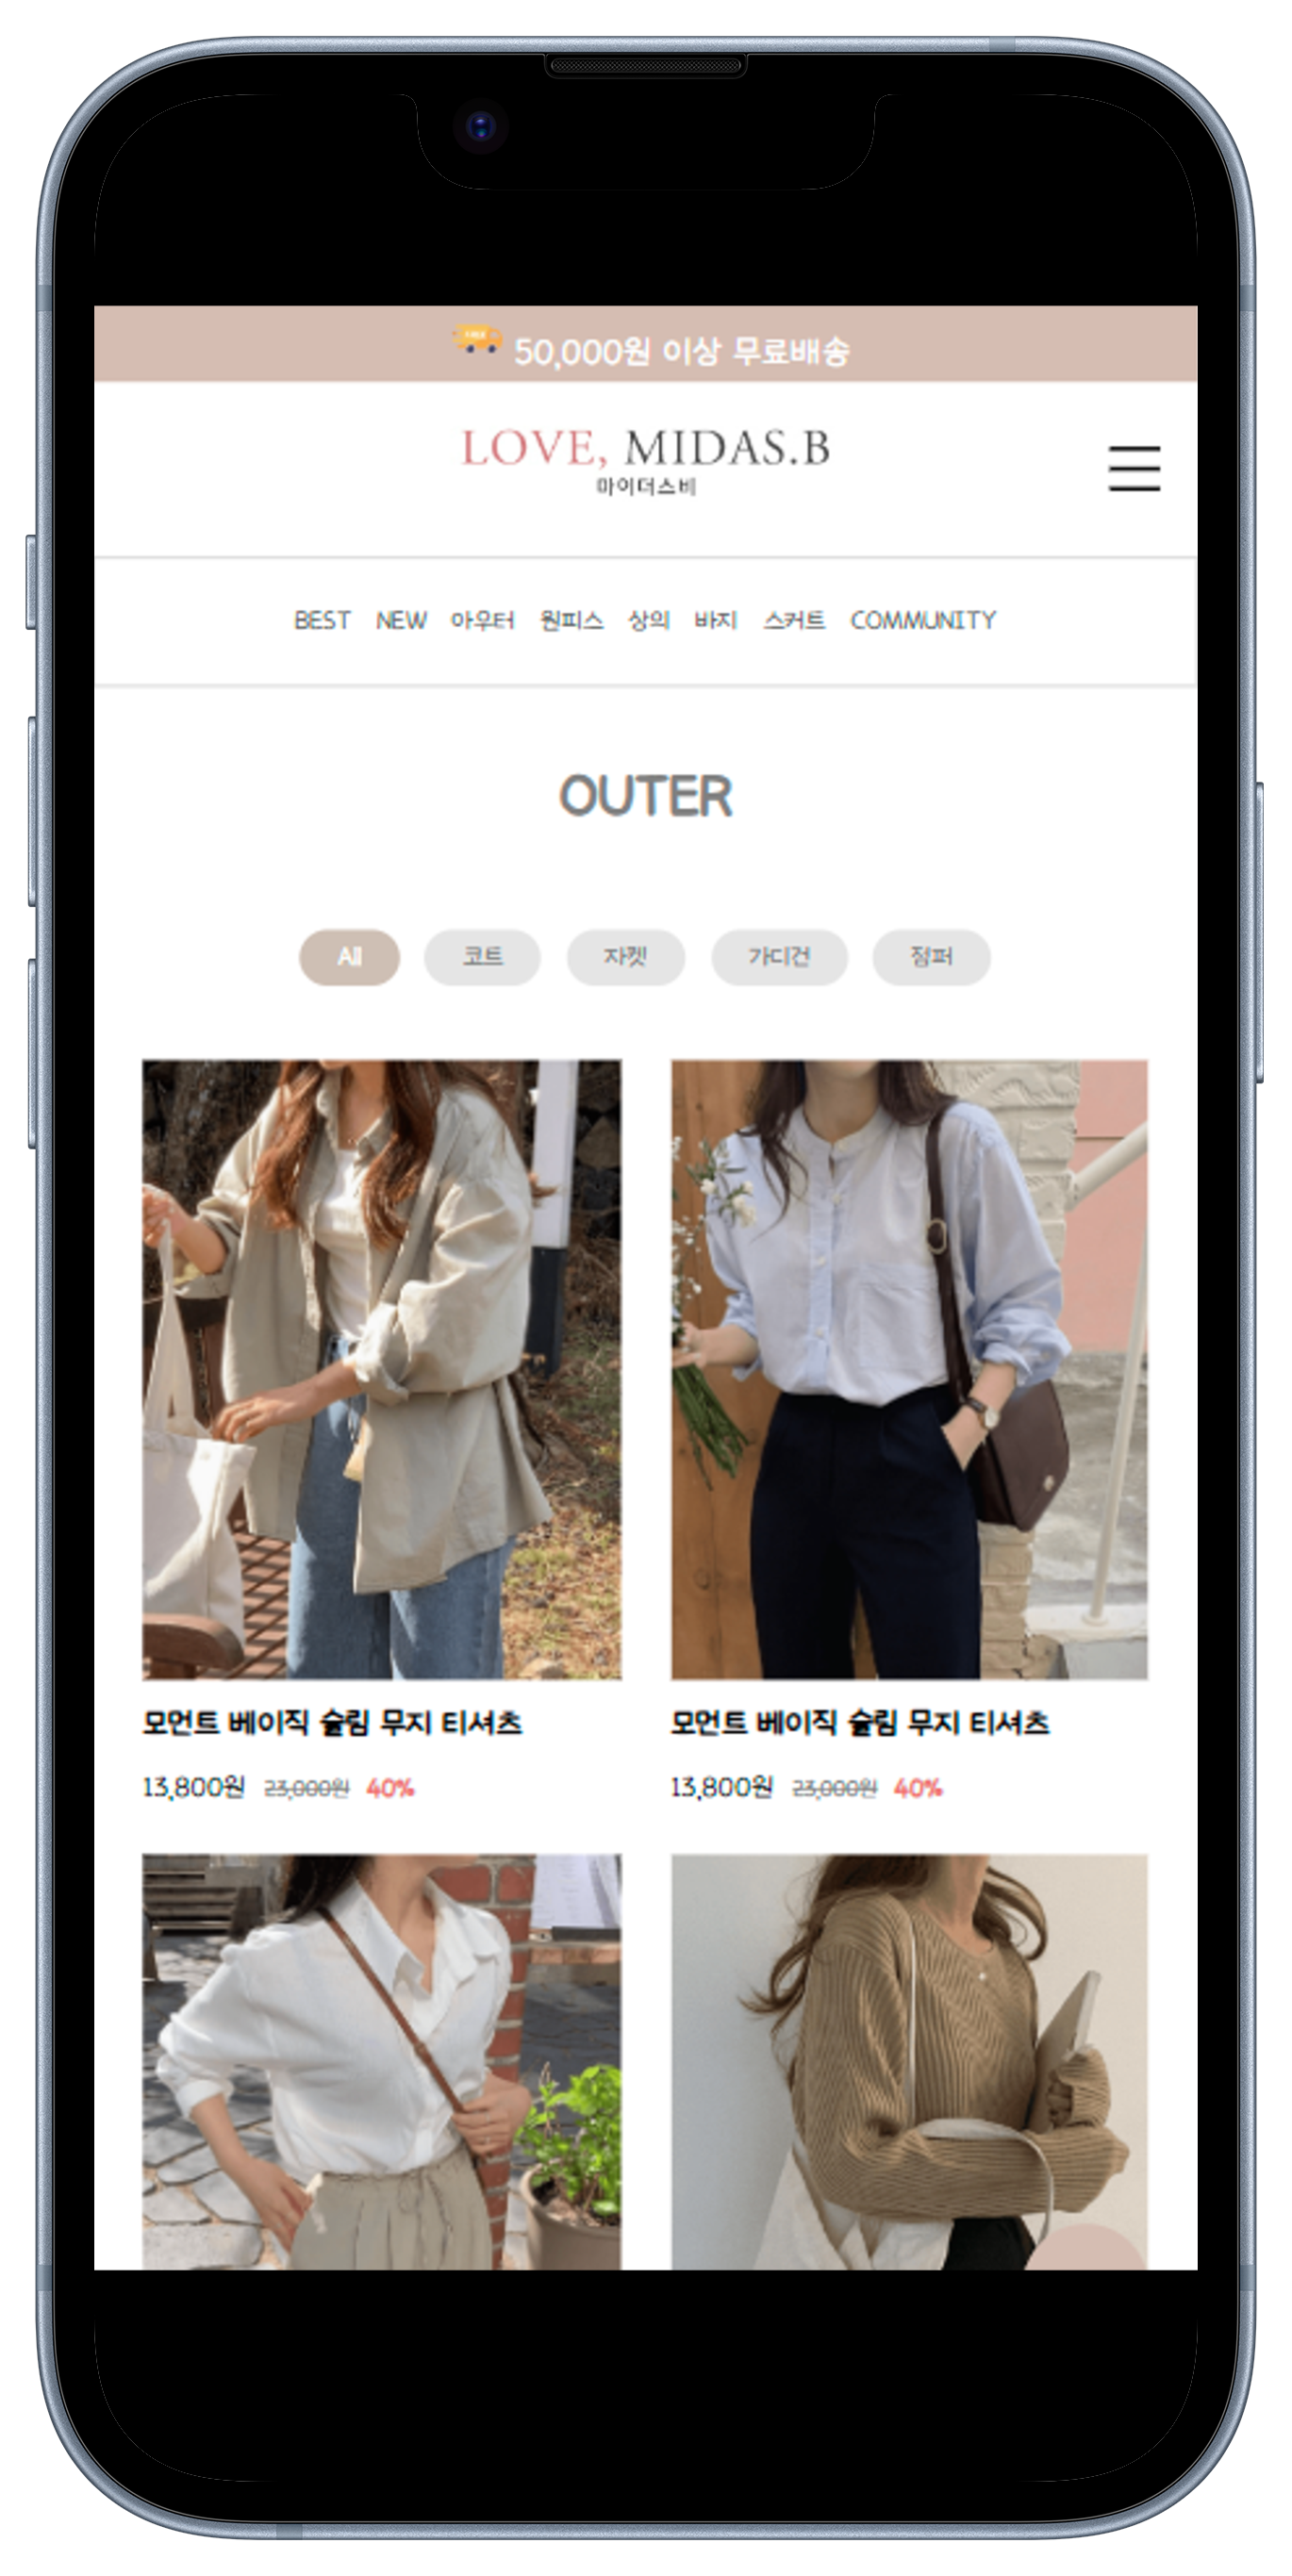 50,000원 이상 무료배송
LOVE, MIDAS.B
마이더스비
BEST NEW 아우터 원피스 상의 바지 스커트 COMMUNITY
OUTER
All 코트 자켓 가디건 점퍼
모먼트 베이직 슬림 무지 티셔츠
13,800원 23,000원 40%
모먼트 베이직 슬림 무지 티셔츠
13,800원 23,000원 40%